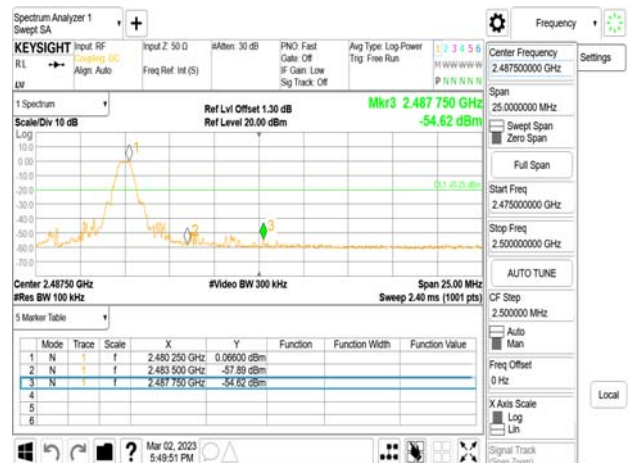 Spectrum Analyzer 1
Swept SA
Frequency
KEYSIGHT Input: RF Input Z: 50 Ω #Atten: 30 dB PNO: Fast Avg Type: Log-Power 1 2 3 4 5 6
RL Coupling: DC Gate: Off Trig: Free Run M W W W W W
Align: Auto Freq Ref: Int (S) IF Gain: Low
Sig Track: Off P N N N N N
Center Frequency
2.487500000 GHz
Settings
Span
25.0000000 MHz
Swept Span
Zero Span
Full Span
Start Freq
2.475000000 GHz
Stop Freq
2.500000000 GHz
AUTO TUNE
CF Step
2.500000 MHz
Auto
Man
Freq Offset
0 Hz
X Axis Scale
Log
Lin
Signal Track
(Span Zoom)
Local
1 Spectrum
Scale/Div 10 dB
Ref Lvl Offset 1.30 dB
Ref Level 20.00 dBm
Mkr3 2.487 750 GHz
-54.62 dBm
Log
10.0
0.00
-10.0
-20.0
-30.0
-40.0
-50.0
-60.0
-70.0
1
2
3
Center 2.48750 GHz #Video BW 300 kHz Span 25.00 MHz
#Res BW 100 kHz Sweep 2.40 ms (1001 pts)
5 Marker Table
Mode Trace Scale X Y Function Function Width Function Value
1 N 1 f 2.480 250 GHz 0.06600 dBm
2 N 1 f 2.483 500 GHz -57.89 dBm
3 N 1 f 2.487 750 GHz -54.62 dBm
4
5
6
Mar 02, 2023
5:49:51 PM